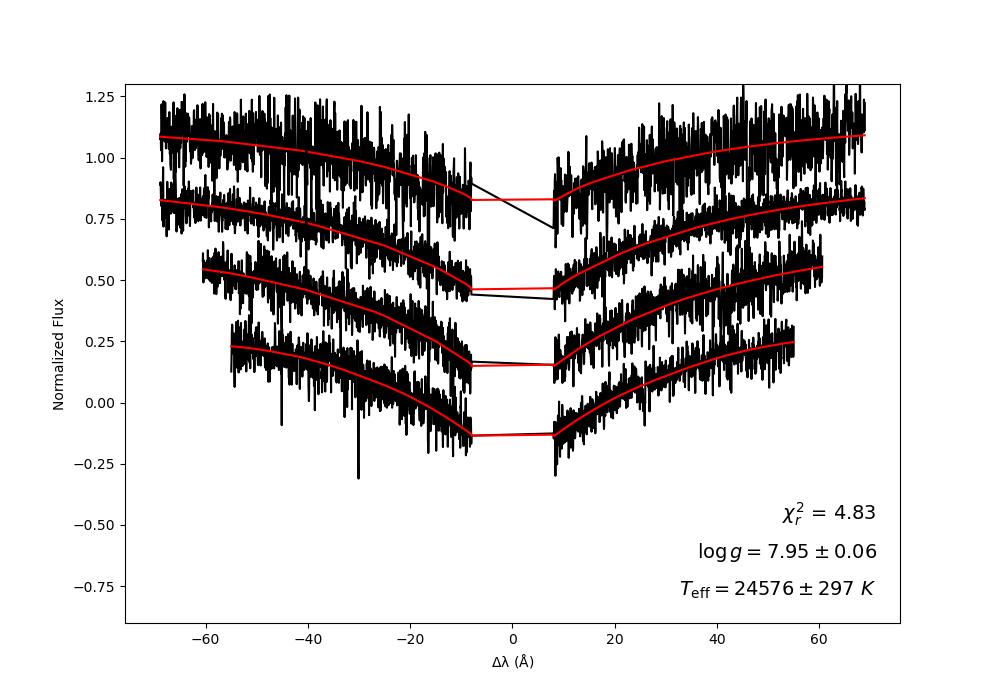 1.25
1.00
0.75
0.50
0.25
0.00
−0.25
−0.50
−0.75
Normalized Flux
χ²ᵣ = 4.83
log g = 7.95 ± 0.06
T_eff = 24576 ± 297 K
−60 −40 −20 0 20 40 60
Δλ (Å)